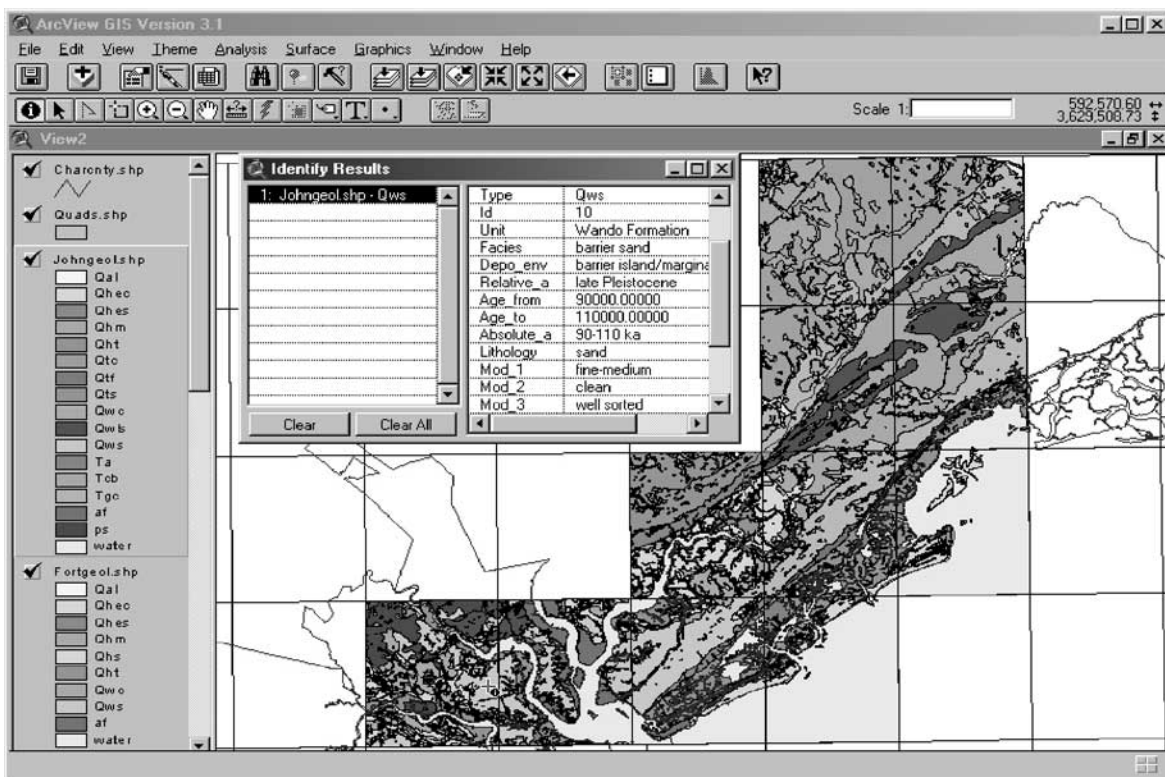 ArcView GIS Version 3.1
File Edit View Theme Analysis Surface Graphics Window Help
Scale 1:
592,570.60
3,629,508.73
View2
Charcnty.shp
Quads.shp
Johngeol.shp
Qal
Qhec
Qhes
Qhm
Qht
Qtc
Qtf
Qts
Qwc
Qwls
Qws
Ta
Tcb
Tgc
af
ps
water
Fortgeol.shp
Qal
Qhec
Qhes
Qhm
Qhs
Qht
Qwc
Qws
af
water
Identify Results
1: Johngeol.shp - Qws
Type Qws
Id 10
Unit Wando Formation
Facies barrier sand
Depo_env barrier island/margina
Relative_a late Pleistocene
Age_from 90000.00000
Age_to 110000.00000
Absolute_a 90-110 ka
Lithology sand
Mod_1 fine-medium
Mod_2 clean
Mod_3 well sorted
Clear Clear All